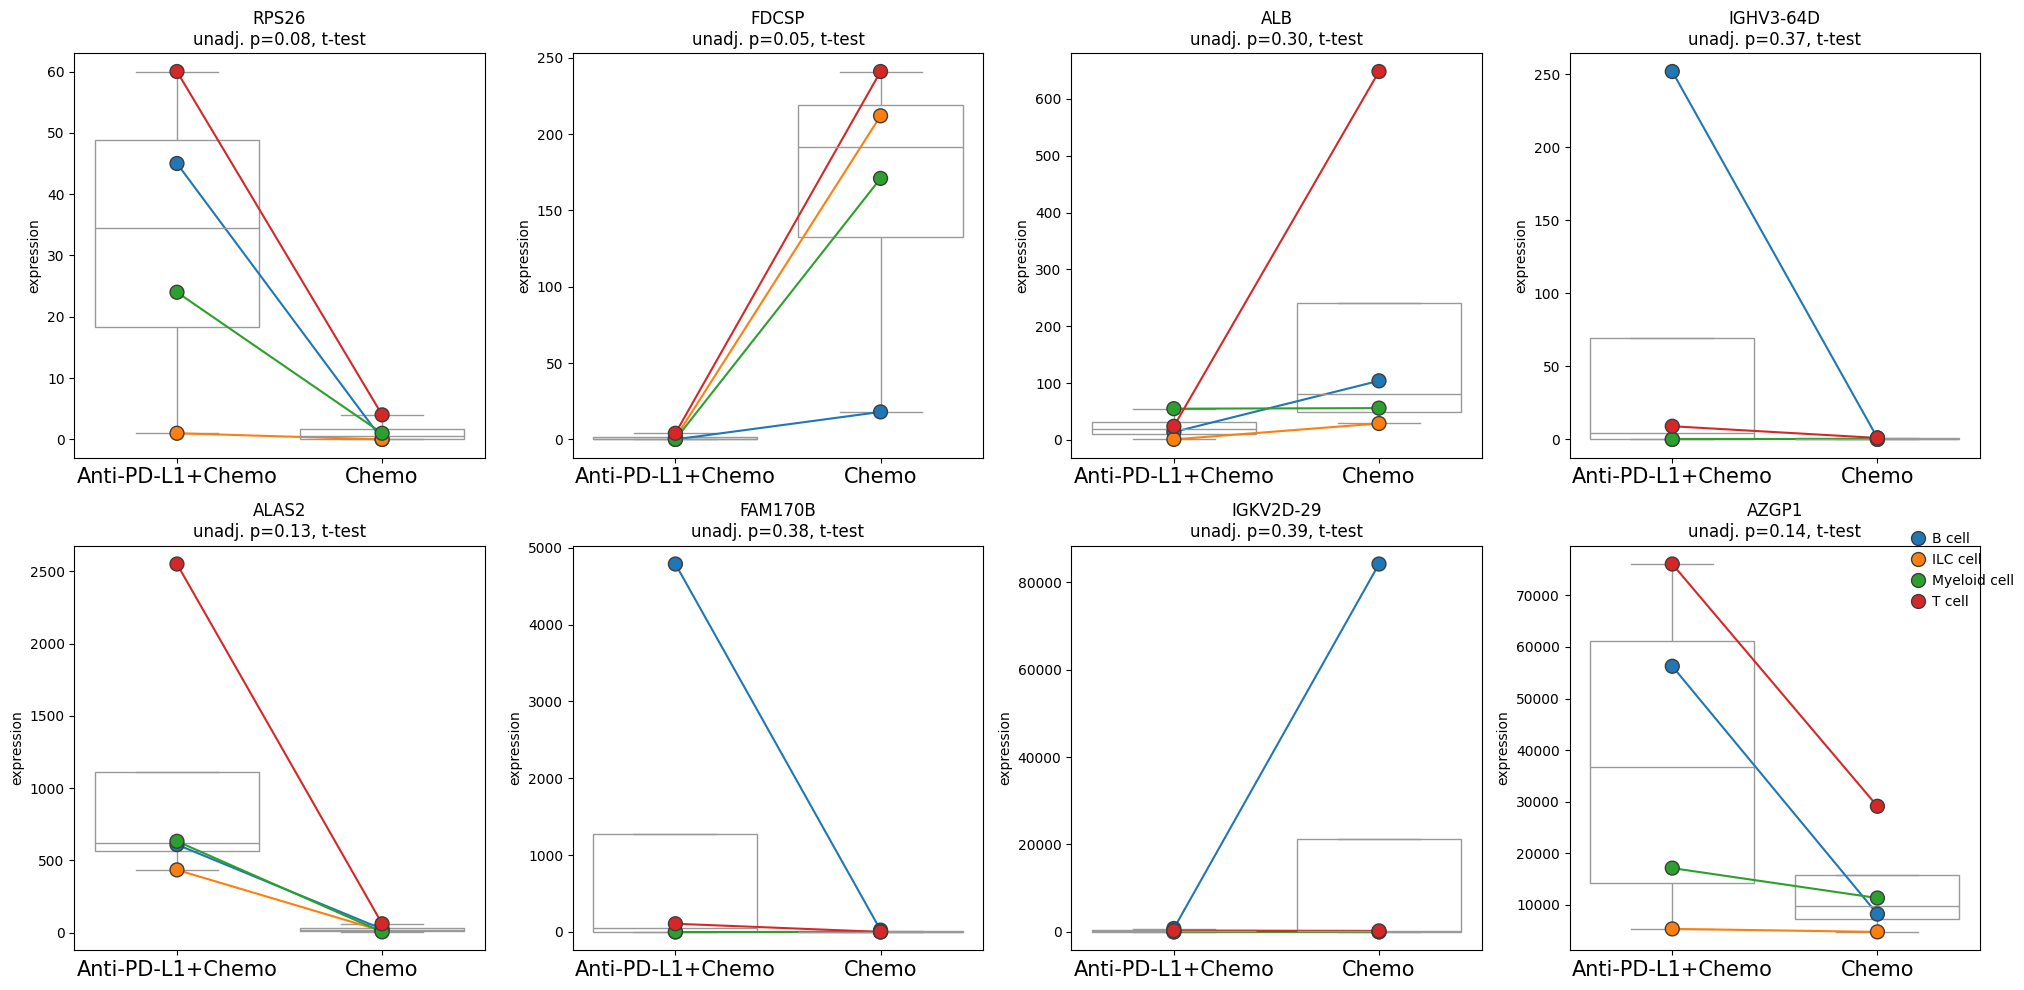 RPS26
unadj. p=0.08, t-test
60
50
40
30
20
10
0
expression
Anti-PD-L1+Chemo
Chemo
FDCSP
unadj. p=0.05, t-test
250
200
150
100
50
0
expression
Anti-PD-L1+Chemo
Chemo
ALB
unadj. p=0.30, t-test
600
500
400
300
200
100
0
expression
Anti-PD-L1+Chemo
Chemo
IGHV3-64D
unadj. p=0.37, t-test
250
200
150
100
50
0
expression
Anti-PD-L1+Chemo
Chemo
ALAS2
unadj. p=0.13, t-test
2500
2000
1500
1000
500
0
expression
Anti-PD-L1+Chemo
Chemo
FAM170B
unadj. p=0.38, t-test
5000
4000
3000
2000
1000
0
expression
Anti-PD-L1+Chemo
Chemo
IGKV2D-29
unadj. p=0.39, t-test
80000
60000
40000
20000
0
expression
Anti-PD-L1+Chemo
Chemo
AZGP1
unadj. p=0.14, t-test
70000
60000
50000
40000
30000
20000
10000
expression
Anti-PD-L1+Chemo
Chemo
B cell
ILC cell
Myeloid cell
T cell